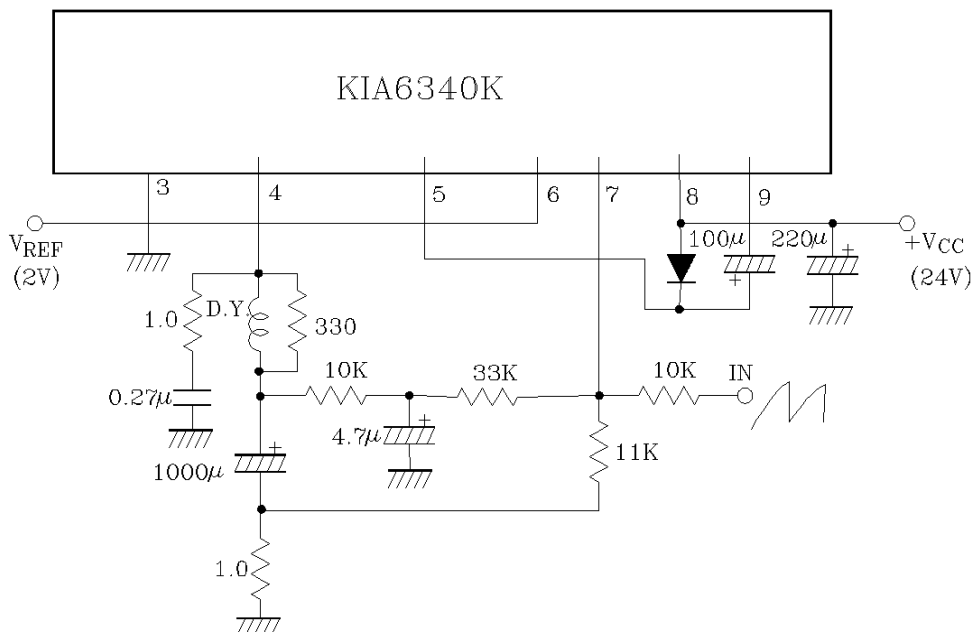 KIA6340K
3 4 5 6 7 8 9
VREF
(2V)
100μ
220μ
+VCC
(24V)
1.0
D.Y.
330
0.27μ
10K
33K
10K
IN
4.7μ
11K
1000μ
1.0
+
+
+
+